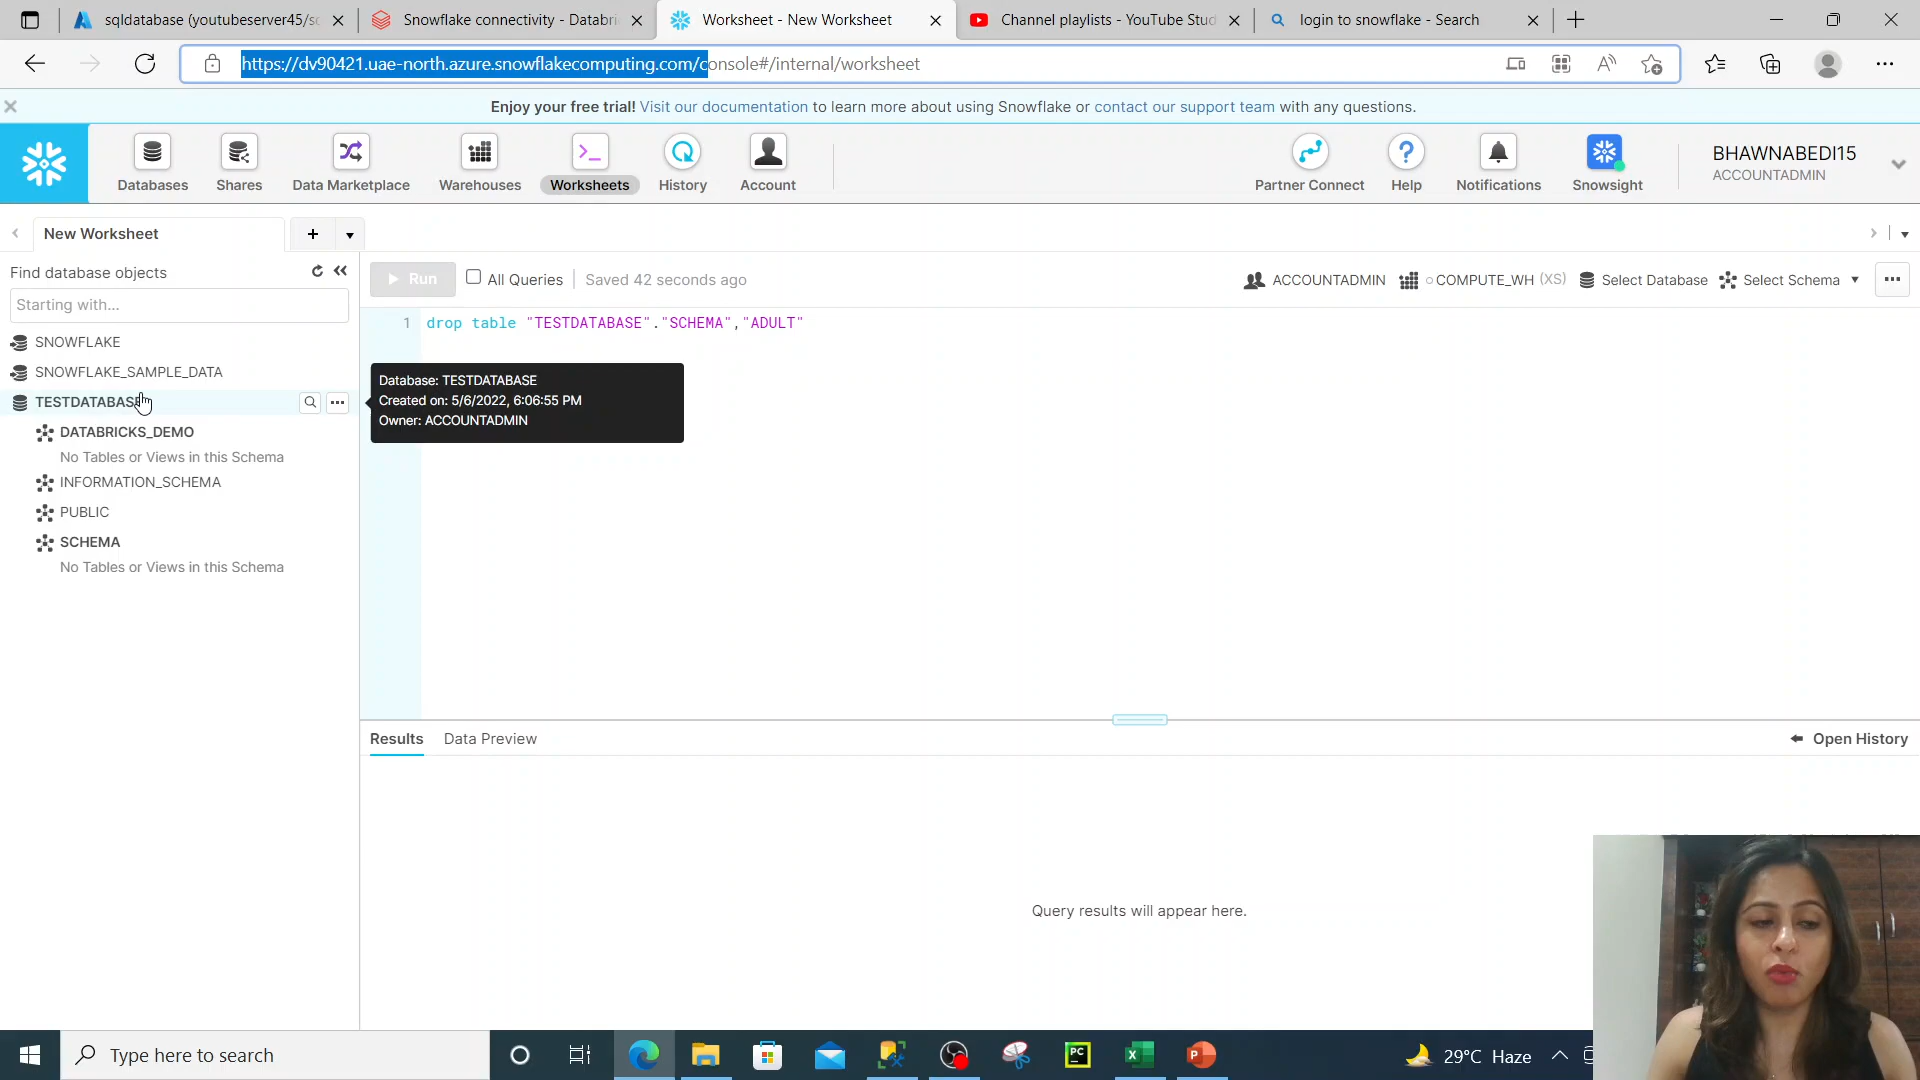 sqldatabase (youtubeserver45/sq
Snowflake connectivity - Databri
Worksheet - New Worksheet
Channel playlists - YouTube Stud
login to snowflake - Search
https://dv90421.uae-north.azure.snowflakecomputing.com/console#/internal/worksheet
Enjoy your free trial! Visit our documentation to learn more about using Snowflake or contact our support team with any questions.
Databases
Shares
Data Marketplace
Warehouses
Worksheets
History
Account
Partner Connect
Help
Notifications
Snowsight
BHAWNABEDI15
ACCOUNTADMIN
New Worksheet
Find database objects
Starting with...
SNOWFLAKE
SNOWFLAKE_SAMPLE_DATA
TESTDATABASE
DATABRICKS_DEMO
No Tables or Views in this Schema
INFORMATION_SCHEMA
PUBLIC
SCHEMA
No Tables or Views in this Schema
Run
All Queries
Saved 42 seconds ago
ACCOUNTADMIN
COMPUTE_WH (XS)
Select Database
Select Schema
1 drop table "TESTDATABASE"."SCHEMA","ADULT"
Database: TESTDATABASE
Created on: 5/6/2022, 6:06:55 PM
Owner: ACCOUNTADMIN
Results
Data Preview
Open History
Query results will appear here.
Type here to search
29°C Haze